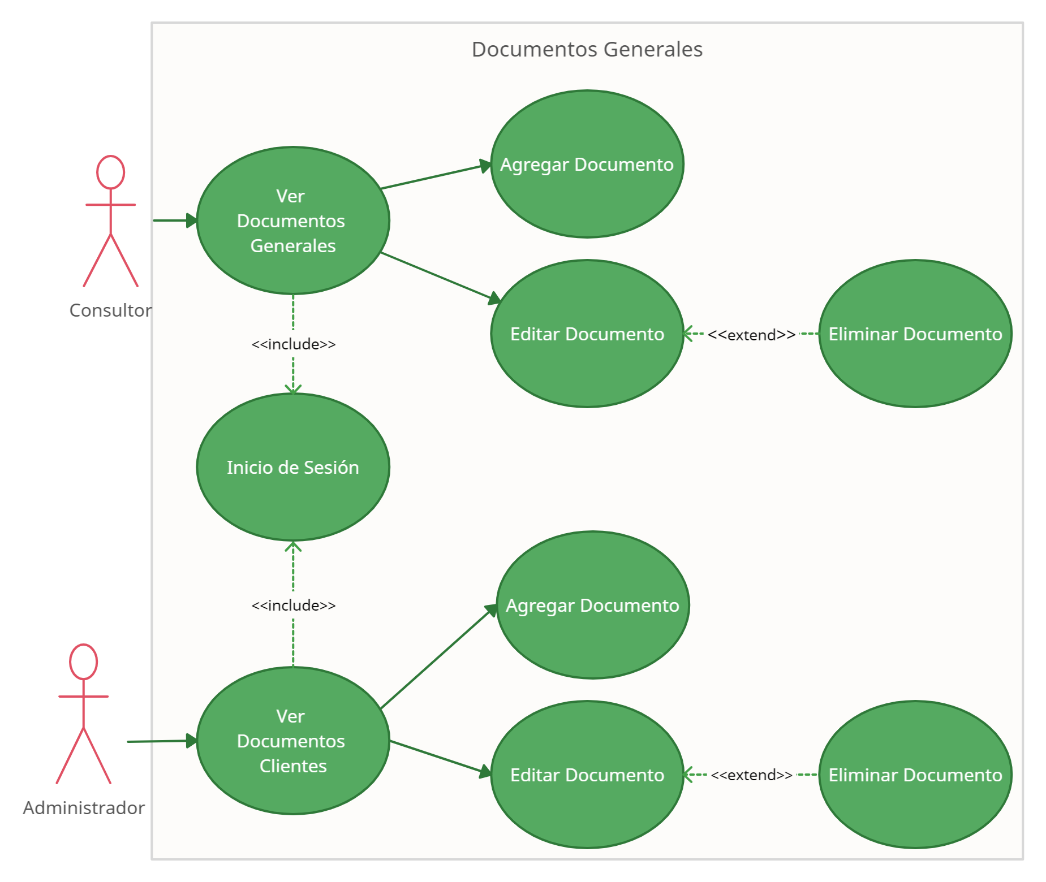 Documentos Generales
Consultor
Ver
Documentos
Generales
Agregar Documento
Editar Documento
<<extend>>
Eliminar Documento
<<include>>
Inicio de Sesión
<<include>>
Administrador
Ver
Documentos
Clientes
Agregar Documento
Editar Documento
<<extend>>
Eliminar Documento